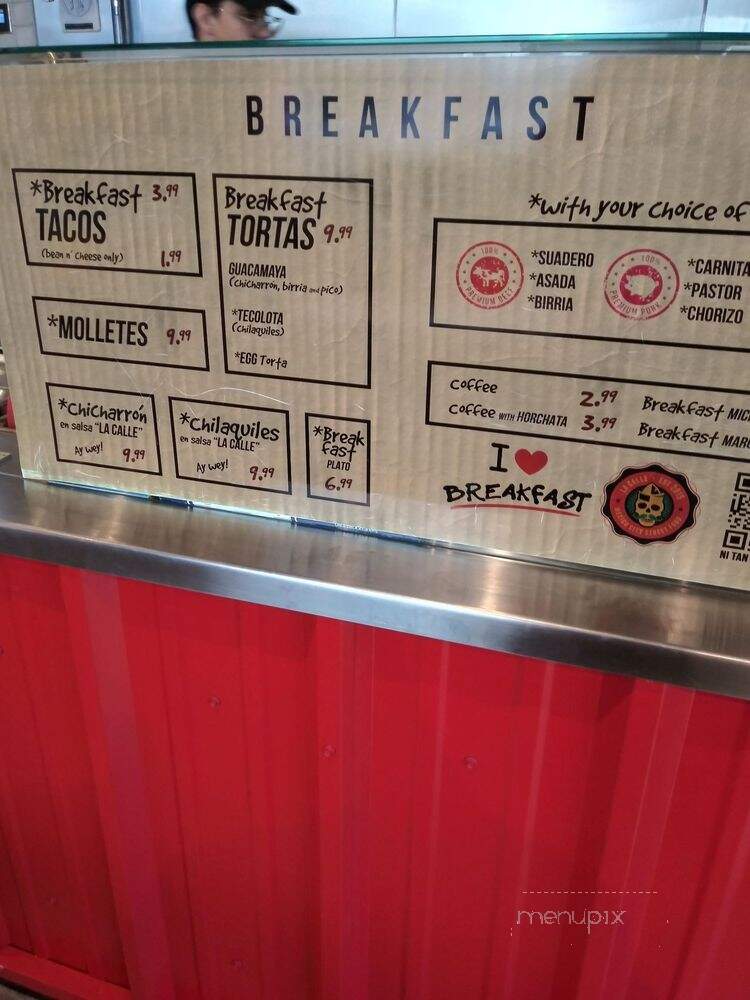 BREAKFAST
*Breakfast 3.99
TACOS
(bean n' cheese only) 1.99
*MOLLETES 9.99
*Chicharrón
en salsa "LA CALLE"
Ay wey! 9.99
*Chilaquiles
en salsa "LA CALLE"
Ay wey! 9.99
Breakfast
TORTAS 9.99
GUACAMAYA
(chicharron, birria and pico)
*TECOLOTA
(chilaquiles)
*EGG Torta
*Break
fast
PLATO
6.99
*with your choice of
100%
PREMIUM BEEF
*SUADERO
*ASADA
*BIRRIA
100%
PREMIUM PORK
*CARNITA
*PASTOR
*CHORIZO
Coffee 2.99
Coffee WITH HORCHATA 3.99
Breakfast MIC
Breakfast MAR
I
BREAKFAST
NI TAN
menupix